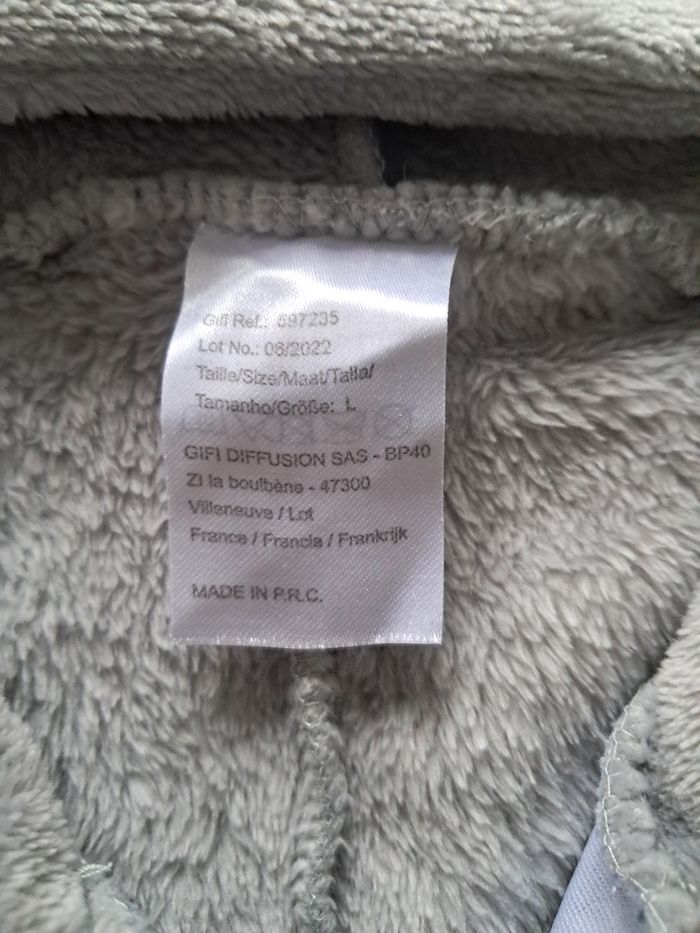 Gifi Ref.: 597235
Lot No.: 06/2022
Taille/Size/Maat/Talla/
Tamanho/Größe: L
GIFI DIFFUSION SAS - BP40
ZI la boulbène - 47300
Villeneuve / Lot
France / Francia / Frankrijk
MADE IN P.R.C.